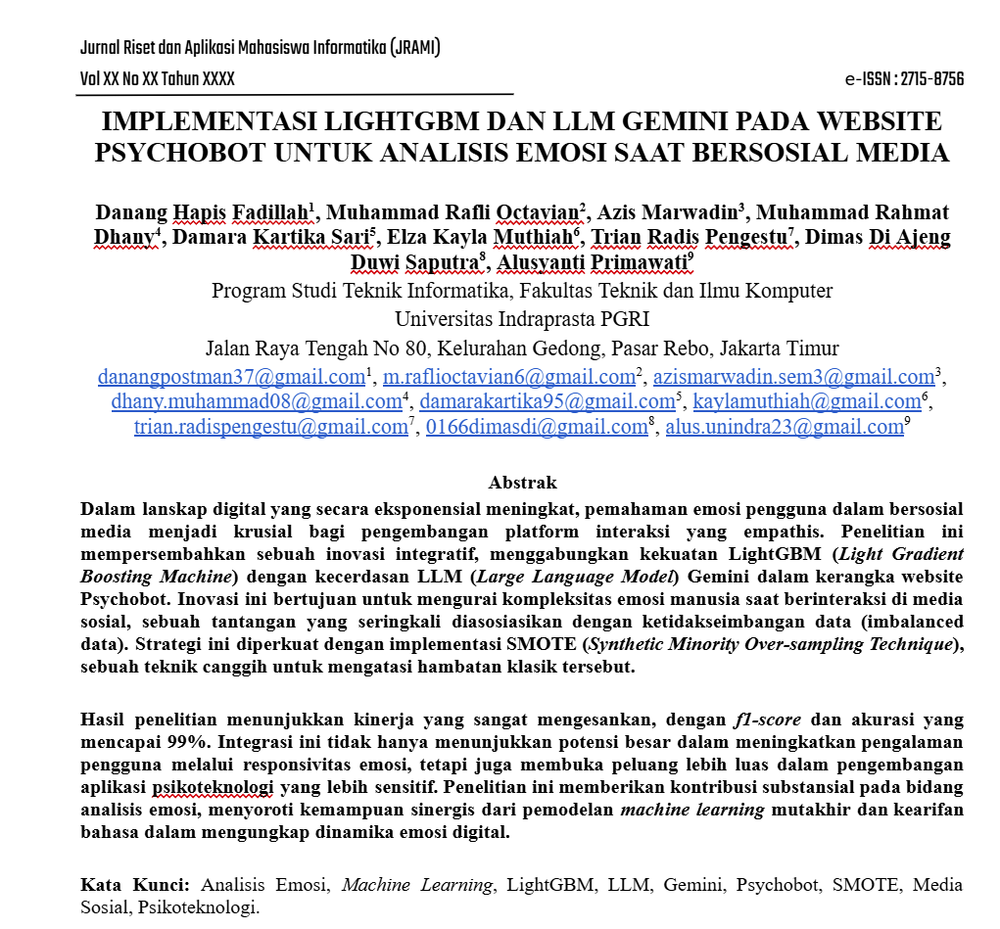 Jurnal Riset dan Aplikasi Mahasiswa Informatika (JRAMI)
Vol XX No XX Tahun XXXX e-ISSN : 2715-8756
IMPLEMENTASI LIGHTGBM DAN LLM GEMINI PADA WEBSITE
PSYCHOBOT UNTUK ANALISIS EMOSI SAAT BERSOSIAL MEDIA
Danang Hapis Fadillah¹, Muhammad Rafli Octavian², Azis Marwadin³, Muhammad Rahmat
Dhany⁴, Damara Kartika Sari⁵, Elza Kayla Muthiah⁶, Trian Radis Pengestu⁷, Dimas Di Ajeng
Duwi Saputra⁸, Alusyanti Primawati⁹
Program Studi Teknik Informatika, Fakultas Teknik dan Ilmu Komputer
Universitas Indraprasta PGRI
Jalan Raya Tengah No 80, Kelurahan Gedong, Pasar Rebo, Jakarta Timur
danangpostman37@gmail.com¹, m.raflioctavian6@gmail.com², azismarwadin.sem3@gmail.com³,
dhany.muhammad08@gmail.com⁴, damarakartika95@gmail.com⁵, kaylamuthiah@gmail.com⁶,
trian.radispengestu@gmail.com⁷, 0166dimasdi@gmail.com⁸, alus.unindra23@gmail.com⁹
Abstrak
Dalam lanskap digital yang secara eksponensial meningkat, pemahaman emosi pengguna dalam bersosial
media menjadi krusial bagi pengembangan platform interaksi yang empathis. Penelitian ini
mempersembahkan sebuah inovasi integratif, menggabungkan kekuatan LightGBM (Light Gradient
Boosting Machine) dengan kecerdasan LLM (Large Language Model) Gemini dalam kerangka website
Psychobot. Inovasi ini bertujuan untuk mengurai kompleksitas emosi manusia saat berinteraksi di media
sosial, sebuah tantangan yang seringkali diasosiasikan dengan ketidakseimbangan data (imbalanced
data). Strategi ini diperkuat dengan implementasi SMOTE (Synthetic Minority Over-sampling Technique),
sebuah teknik canggih untuk mengatasi hambatan klasik tersebut.
Hasil penelitian menunjukkan kinerja yang sangat mengesankan, dengan f1-score dan akurasi yang
mencapai 99%. Integrasi ini tidak hanya menunjukkan potensi besar dalam meningkatkan pengalaman
pengguna melalui responsivitas emosi, tetapi juga membuka peluang lebih luas dalam pengembangan
aplikasi psikoteknologi yang lebih sensitif. Penelitian ini memberikan kontribusi substansial pada bidang
analisis emosi, menyoroti kemampuan sinergis dari pemodelan machine learning mutakhir dan kearifan
bahasa dalam mengungkap dinamika emosi digital.
Kata Kunci: Analisis Emosi, Machine Learning, LightGBM, LLM, Gemini, Psychobot, SMOTE, Media
Sosial, Psikoteknologi.